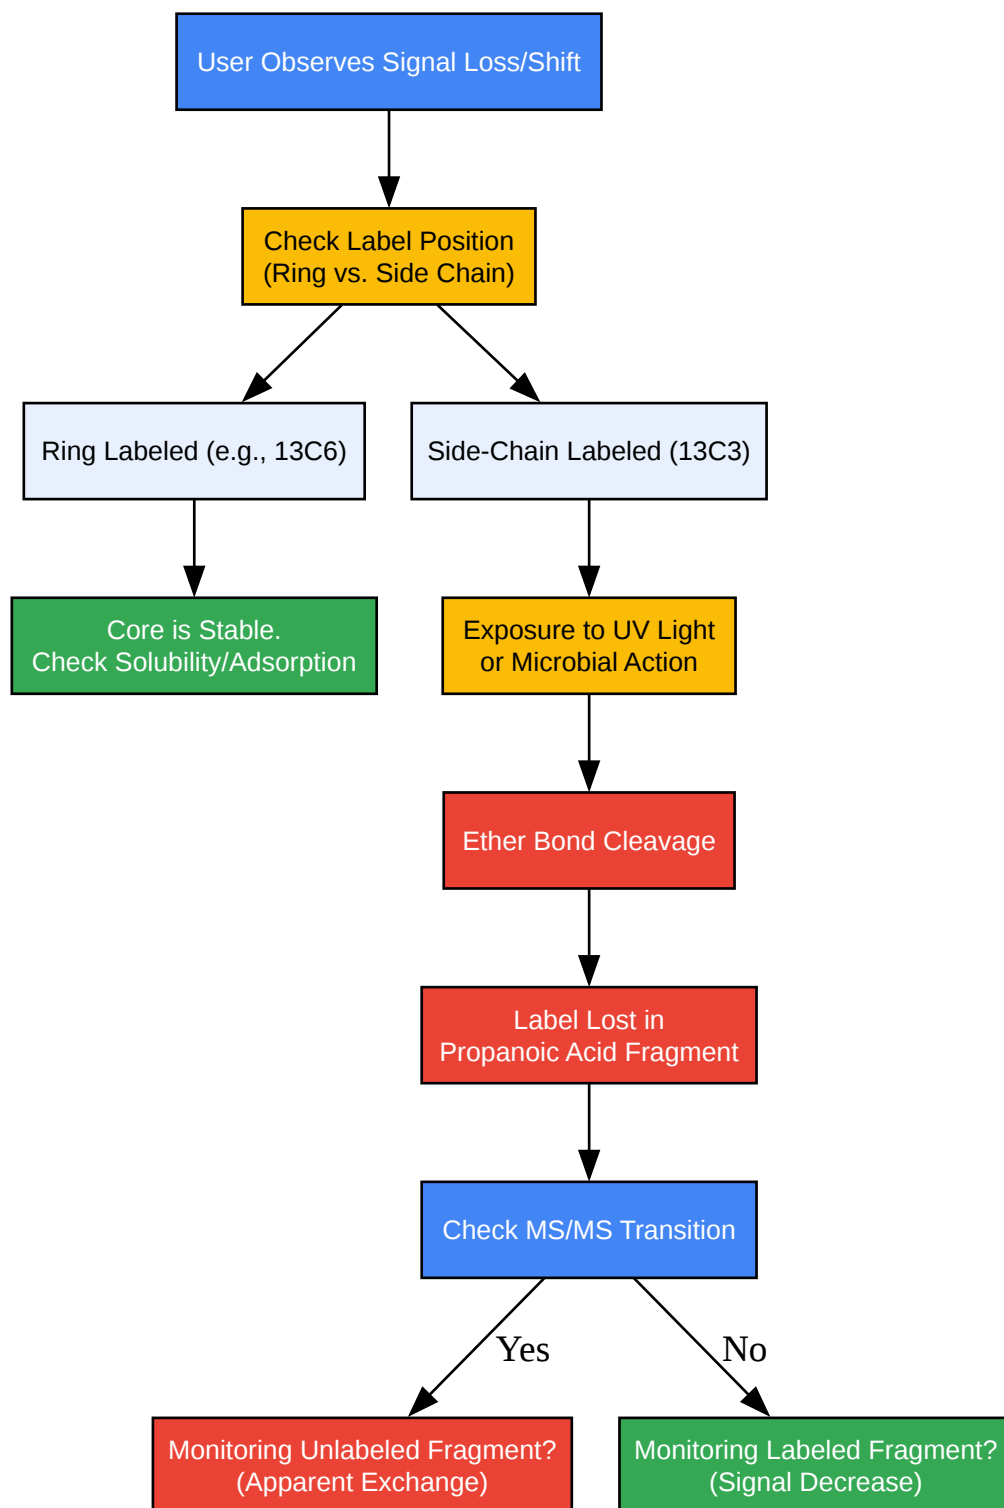 User Observes Signal Loss/Shift
Check Label Position
(Ring vs. Side Chain)
Ring Labeled (e.g., 13C6)
Side-Chain Labeled (13C3)
Core is Stable.
Check Solubility/Adsorption
Exposure to UV Light
or Microbial Action
Ether Bond Cleavage
Label Lost in
Propanoic Acid Fragment
Check MS/MS Transition
Yes
No
Monitoring Unlabeled Fragment?
(Apparent Exchange)
Monitoring Labeled Fragment?
(Signal Decrease)